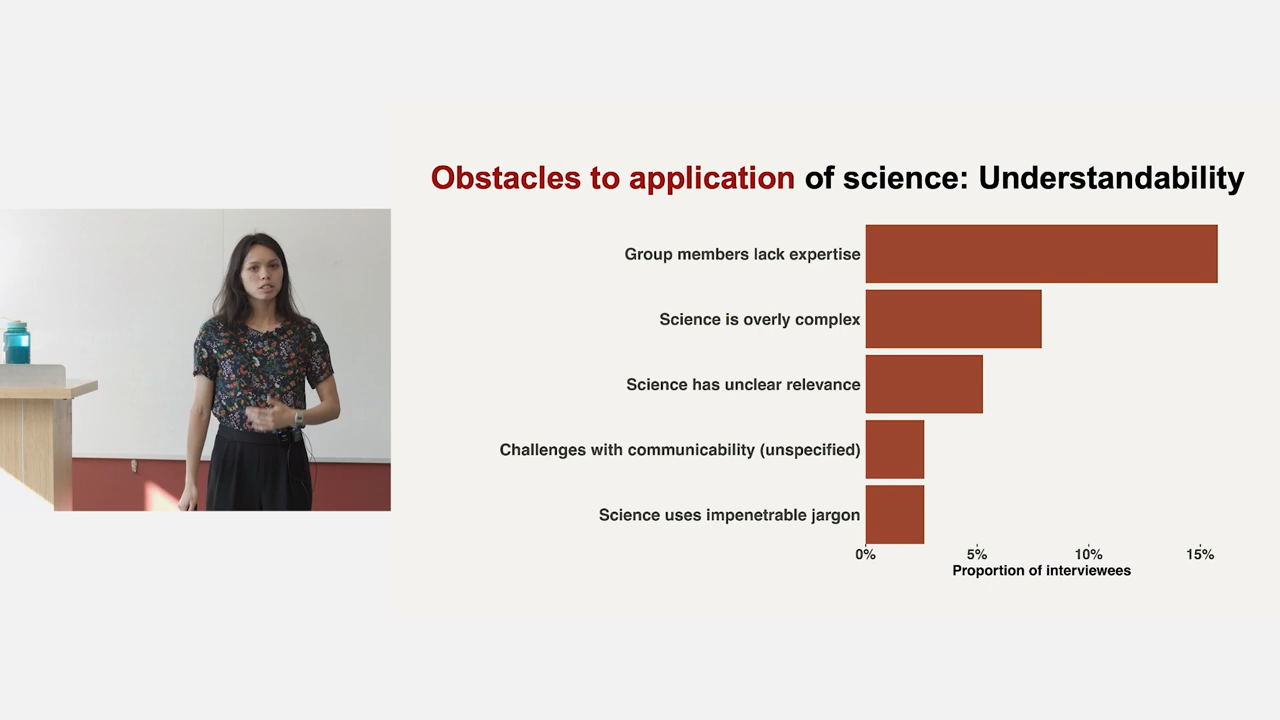 Obstacles to application of science: Understandability
Group members lack expertise
Science is overly complex
Science has unclear relevance
Challenges with communicability (unspecified)
Science uses impenetrable jargon
0% 5% 10% 15%
Proportion of interviewees